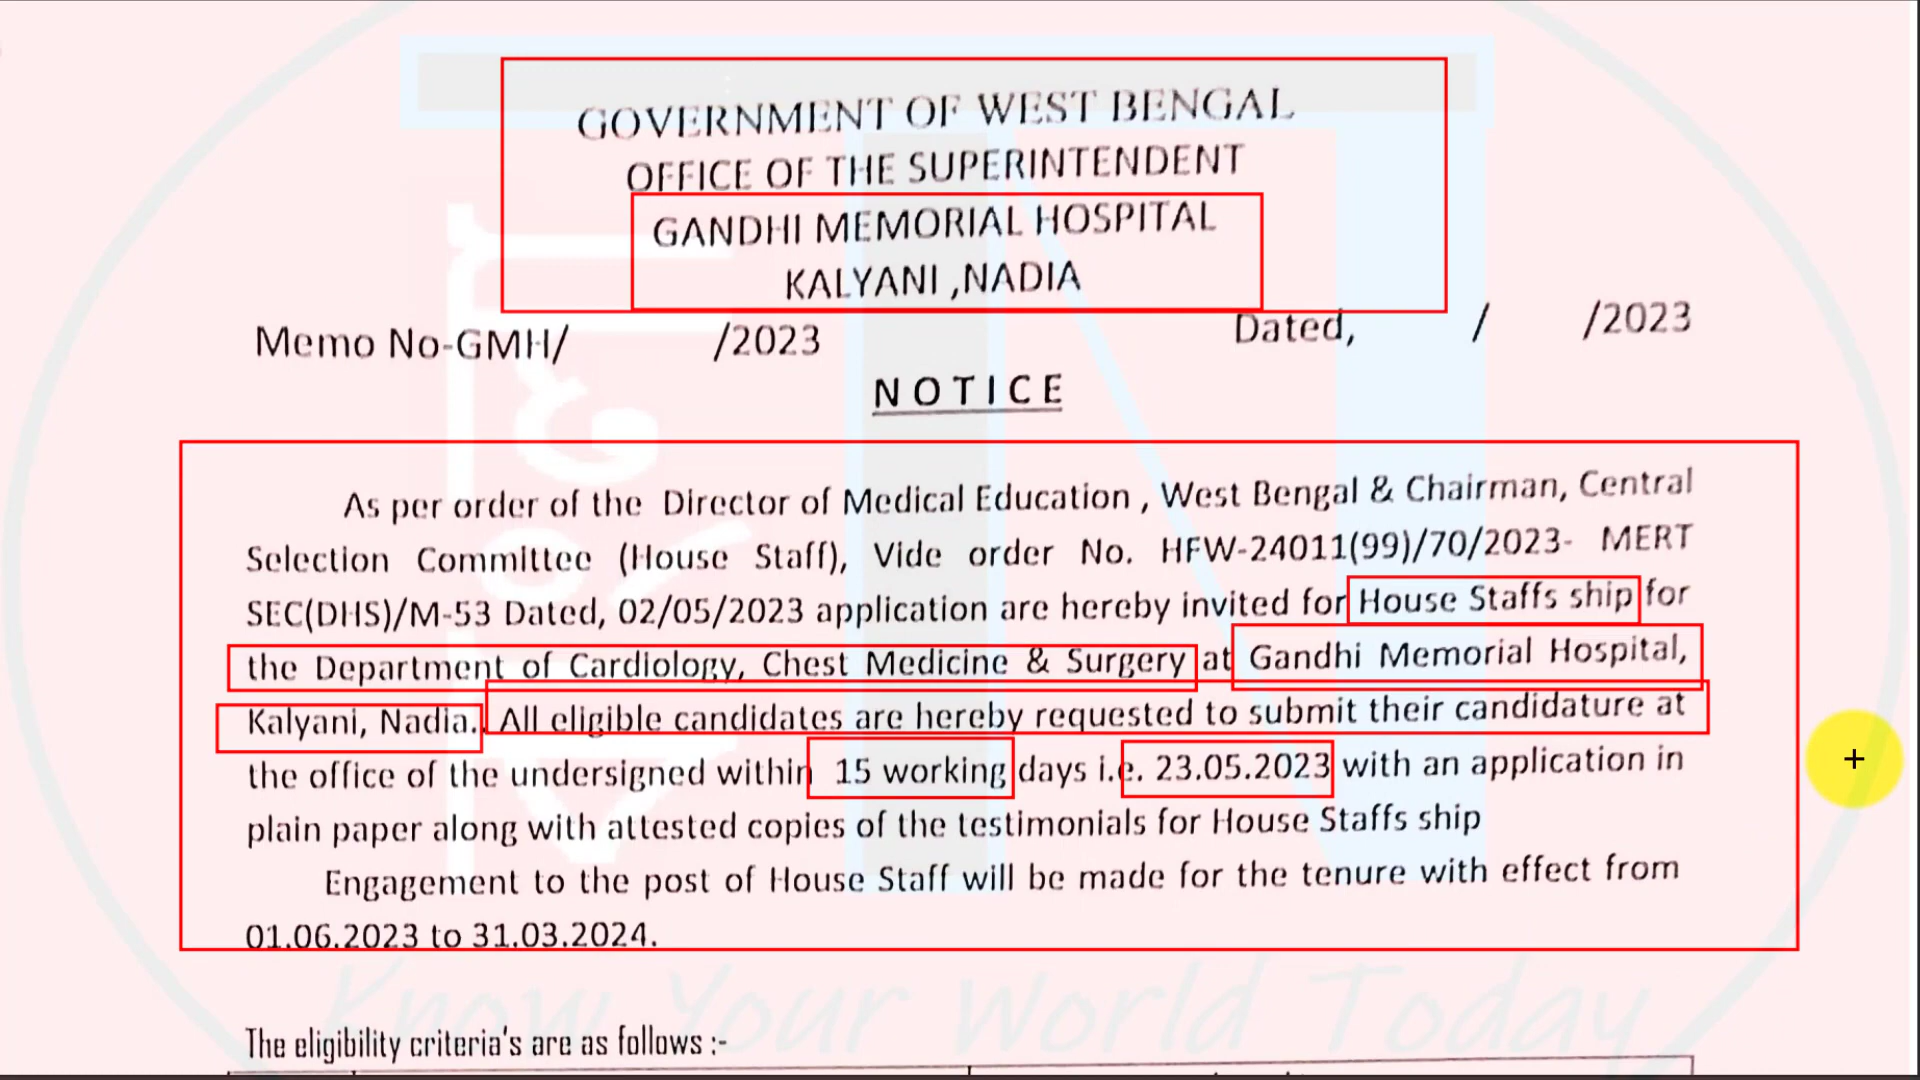 GOVERNMENT OF WEST BENGAL
OFFICE OF THE SUPERINTENDENT
GANDHI MEMORIAL HOSPITAL
KALYANI ,NADIA
Memo No-GMH/ /2023 Dated, / /2023
NOTICE
As per order of the Director of Medical Education , West Bengal & Chairman, Central
Selection Committee (House Staff), Vide order No. HFW-24011(99)/70/2023- MERT
SEC(DHS)/M-53 Dated, 02/05/2023 application are hereby invited for House Staffs ship for
the Department of Cardiology, Chest Medicine & Surgery at Gandhi Memorial Hospital,
Kalyani, Nadia. All eligible candidates are hereby requested to submit their candidature at
the office of the undersigned within 15 working days i.e. 23.05.2023 with an application in
plain paper along with attested copies of the testimonials for House Staffs ship
Engagement to the post of House Staff will be made for the tenure with effect from
01.06.2023 to 31.03.2024.
Know Your World Today
The eligibility criteria's are as follows :-